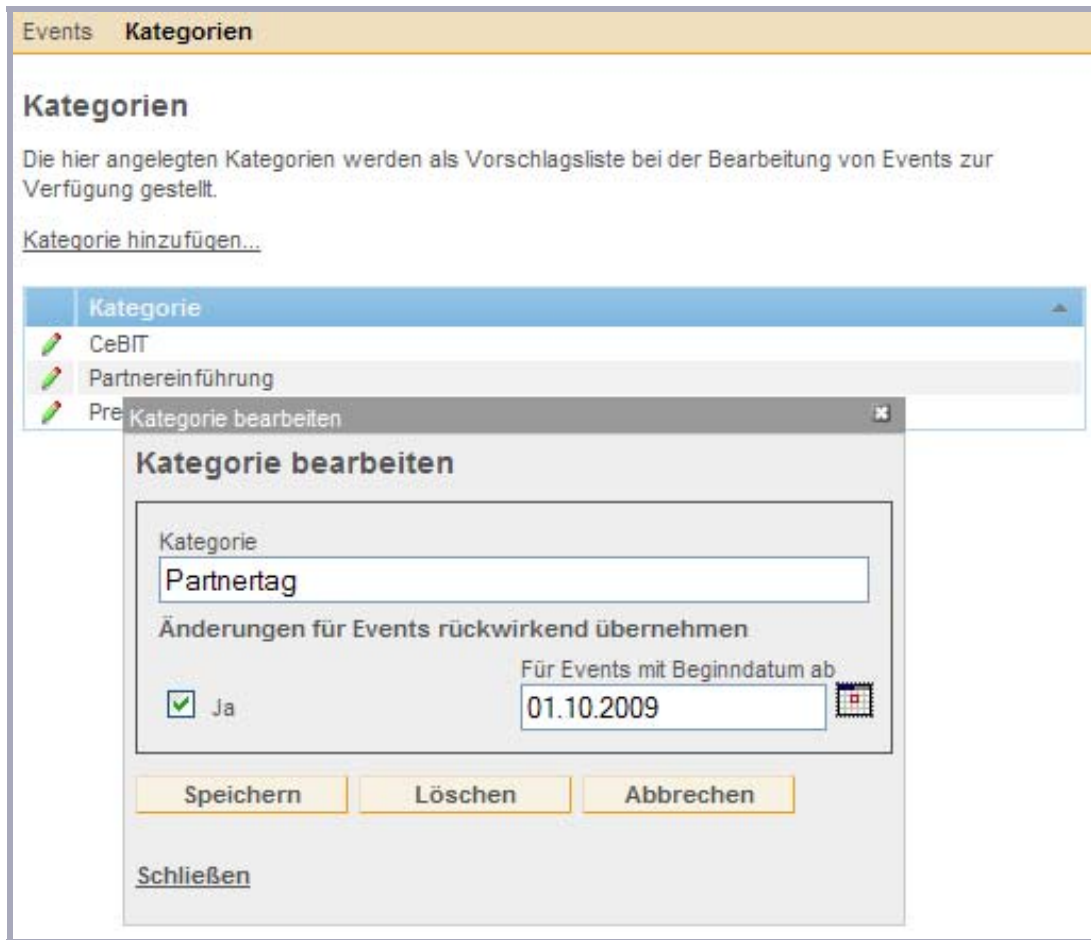 Events Kategorien
Kategorien
Die hier angelegten Kategorien werden als Vorschlagsliste bei der Bearbeitung von Events zur
Verfügung gestellt.
Kategorie hinzufügen...
Kategorie
CeBIT
Partnereinführung
Pre
Kategorie bearbeiten
Kategorie bearbeiten
Kategorie
Partnertag
Änderungen für Events rückwirkend übernehmen
Für Events mit Beginndatum ab
Ja 01.10.2009
Speichern Löschen Abbrechen
Schließen